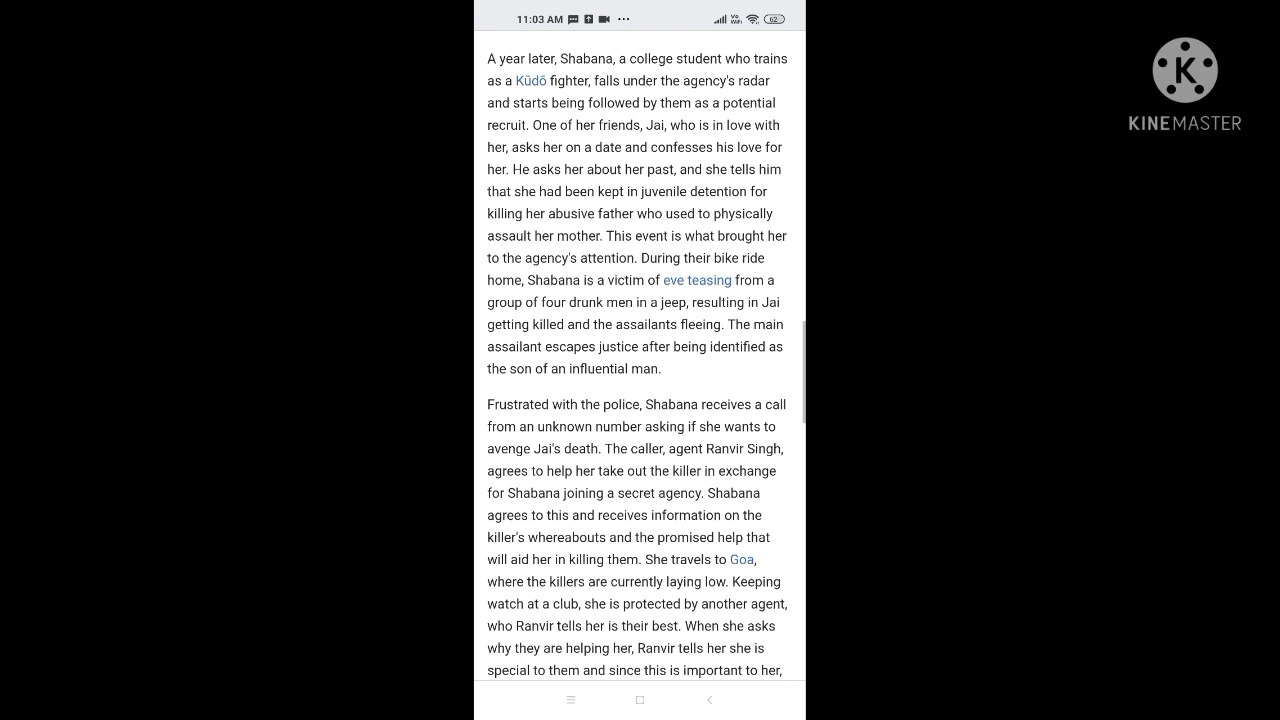 11:03 AM
Vo
WiFi
62
A year later, Shabana, a college student who trains
as a Kūdō fighter, falls under the agency's radar
and starts being followed by them as a potential
recruit. One of her friends, Jai, who is in love with
her, asks her on a date and confesses his love for
her. He asks her about her past, and she tells him
that she had been kept in juvenile detention for
killing her abusive father who used to physically
assault her mother. This event is what brought her
to the agency's attention. During their bike ride
home, Shabana is a victim of eve teasing from a
group of four drunk men in a jeep, resulting in Jai
getting killed and the assailants fleeing. The main
assailant escapes justice after being identified as
the son of an influential man.
Frustrated with the police, Shabana receives a call
from an unknown number asking if she wants to
avenge Jai's death. The caller, agent Ranvir Singh,
agrees to help her take out the killer in exchange
for Shabana joining a secret agency. Shabana
agrees to this and receives information on the
killer's whereabouts and the promised help that
will aid her in killing them. She travels to Goa,
where the killers are currently laying low. Keeping
watch at a club, she is protected by another agent,
who Ranvir tells her is their best. When she asks
why they are helping her, Ranvir tells her she is
special to them and since this is important to her,
K
KINEMASTER